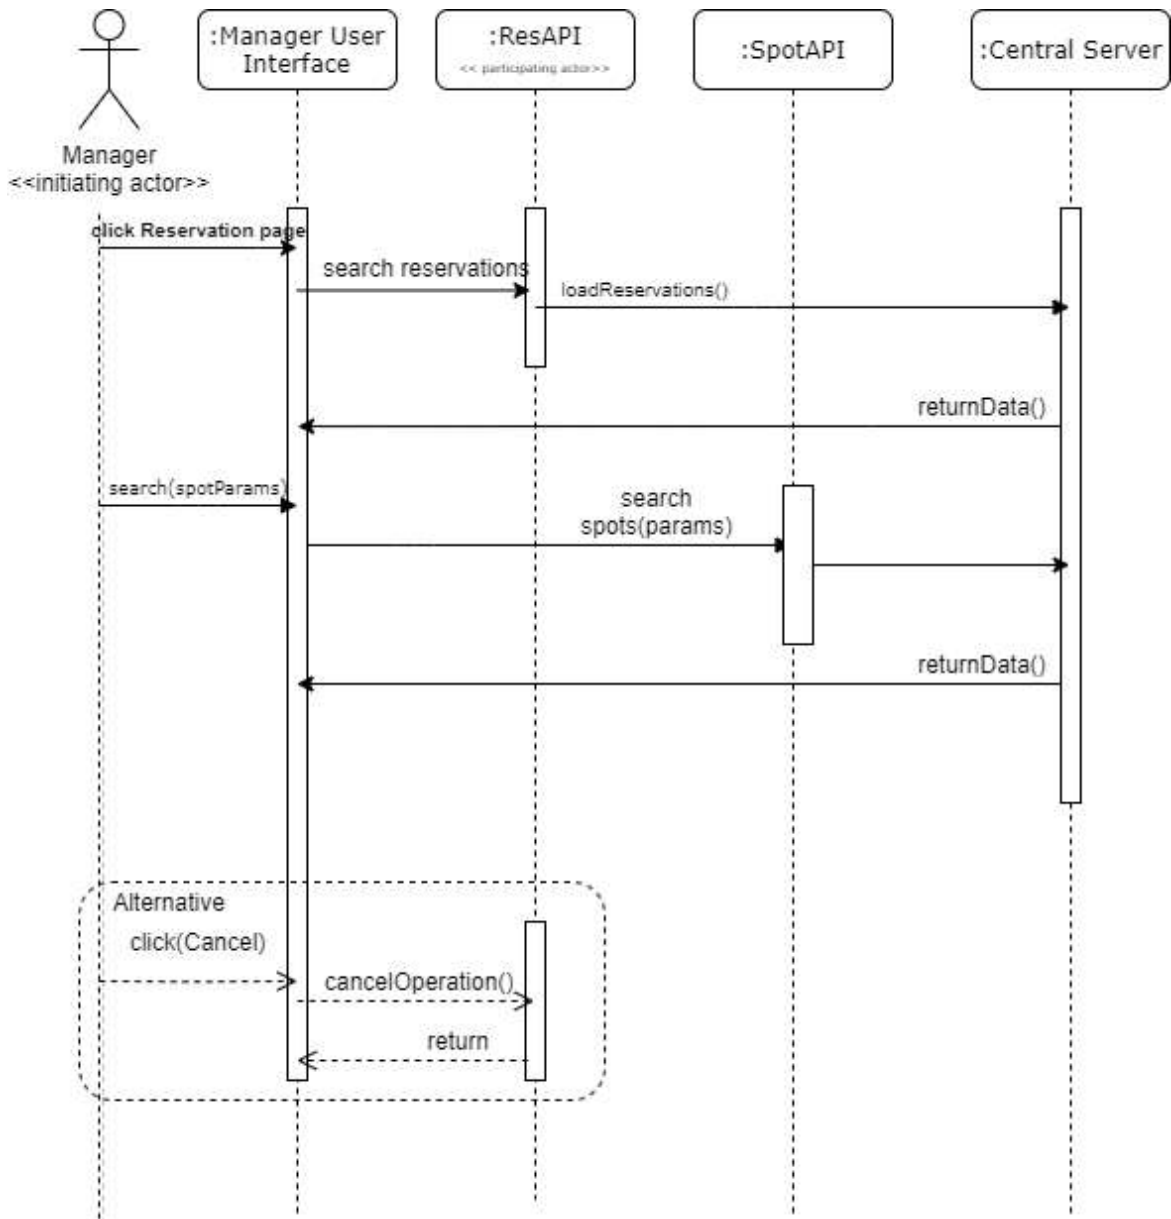 :Manager User
Interface
:ResAPI
<< participating actor>>
:SpotAPI
:Central Server
Manager
<<initiating actor>>
click Reservation page
search reservations
loadReservations()
returnData()
search(spotParams)
search
spots(params)
returnData()
Alternative
click(Cancel)
cancelOperation()
return